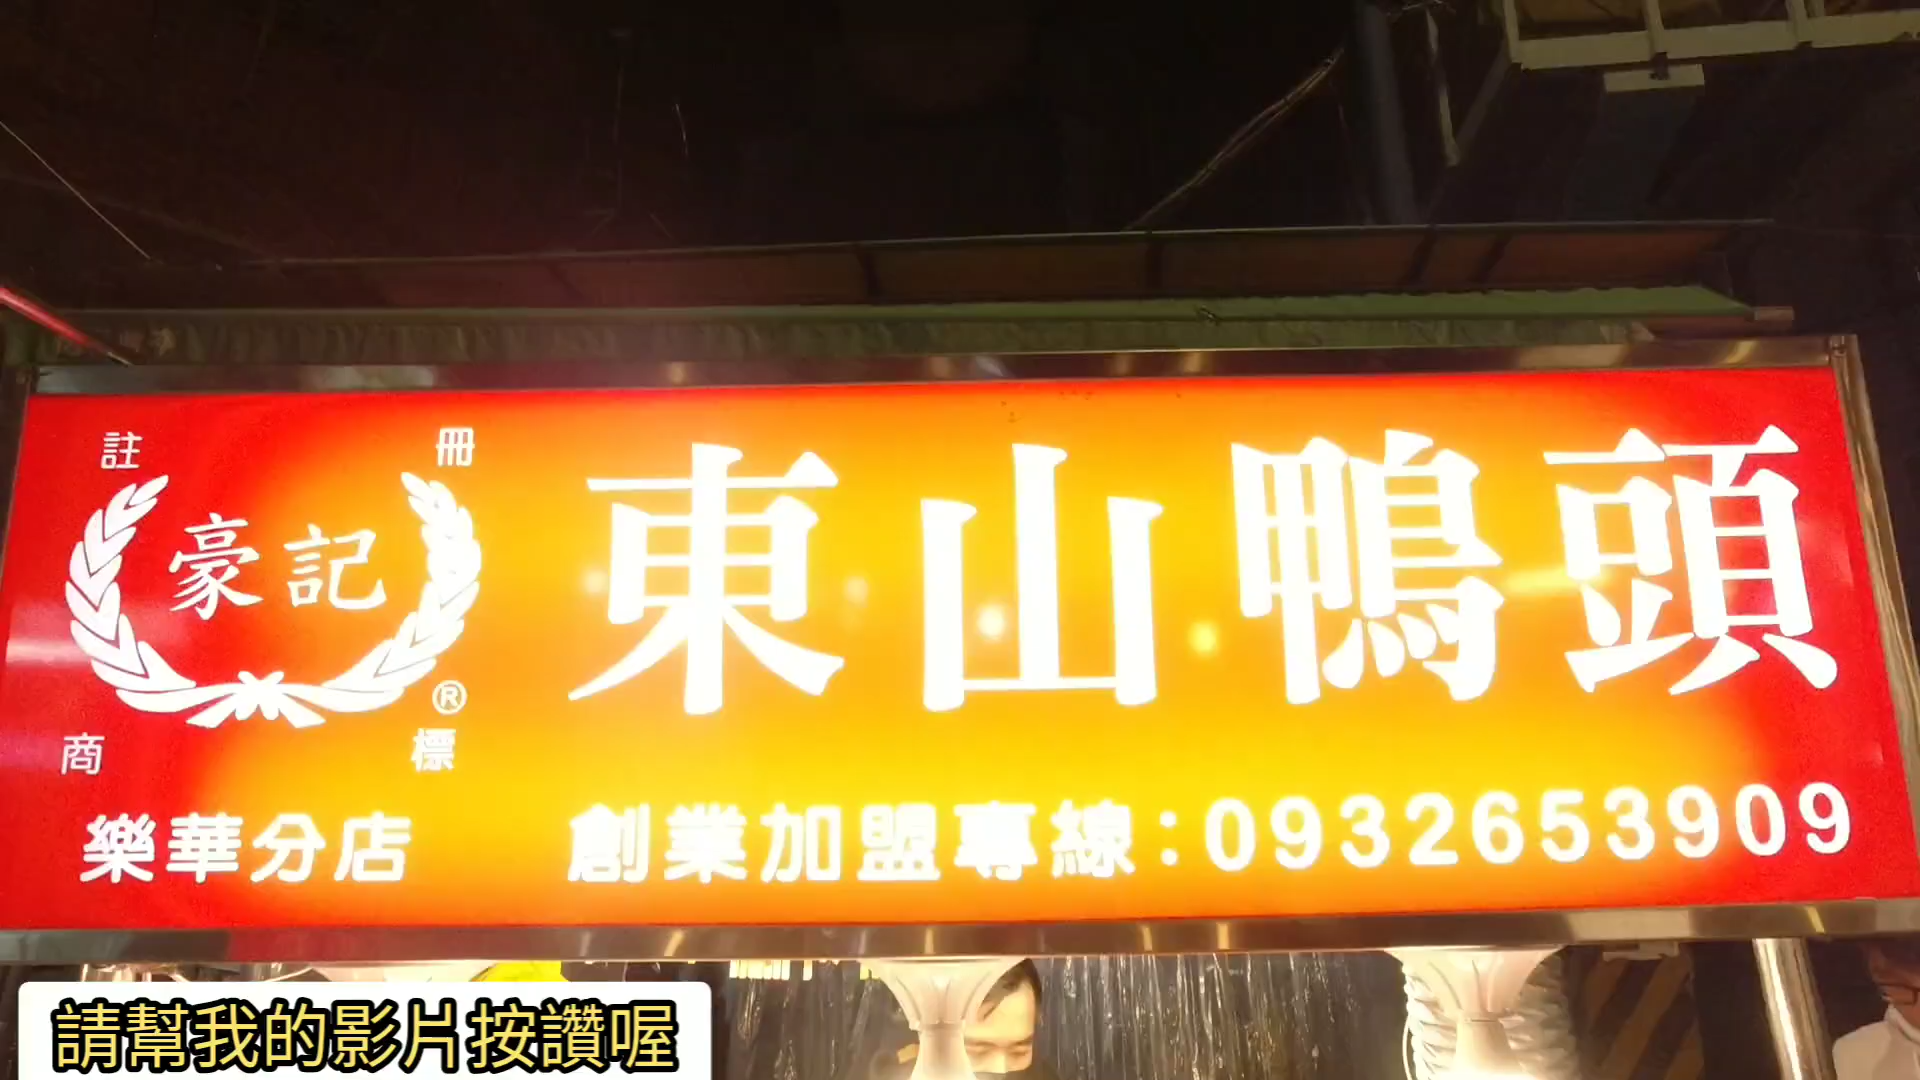 註冊
豪記
®
商標
東山鴨頭
樂華分店
創業加盟專線:0932653909
請幫我的影片按讚喔